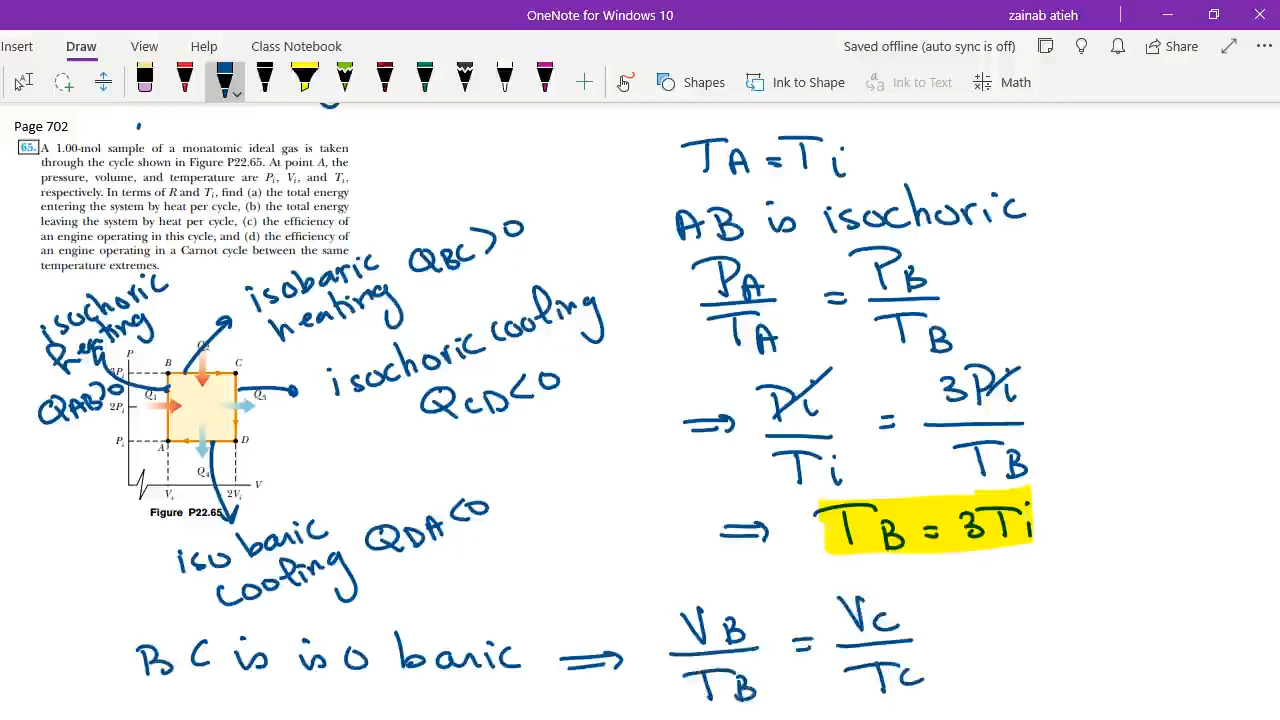 OneNote for Windows 10
zainab atieh
Insert
Draw
View
Help
Class Notebook
Saved offline (auto sync is off)
Share
Shapes
Ink to Shape
Ink to Text
Math
Page 702
65. A 1.00-mol sample of a monatomic ideal gas is taken
through the cycle shown in Figure P22.65. At point A, the
pressure, volume, and temperature are Pi, Vi, and Ti,
respectively. In terms of R and Ti, find (a) the total energy
entering the system by heat per cycle, (b) the total energy
leaving the system by heat per cycle, (c) the efficiency of
an engine operating in this cycle, and (d) the efficiency of
an engine operating in a Carnot cycle between the same
temperature extremes.
isochoric
heating
QAB>0
isobaric QBC>0
heating
isochoric cooling
QCD<0
P
3Pi
2Pi
Pi
B
Q2
C
Q1
Q3
A
D
Q4
Vi
2Vi
V
Figure P22.65
iso baric QDA<0
cooling
BC is iso baric ⟹ VB/TB = VC/TC
TA = Ti
AB is isochoric
PA/TA = PB/TB
⟹ Pi/Ti = 3Pi/TB
⟹ TB = 3Ti